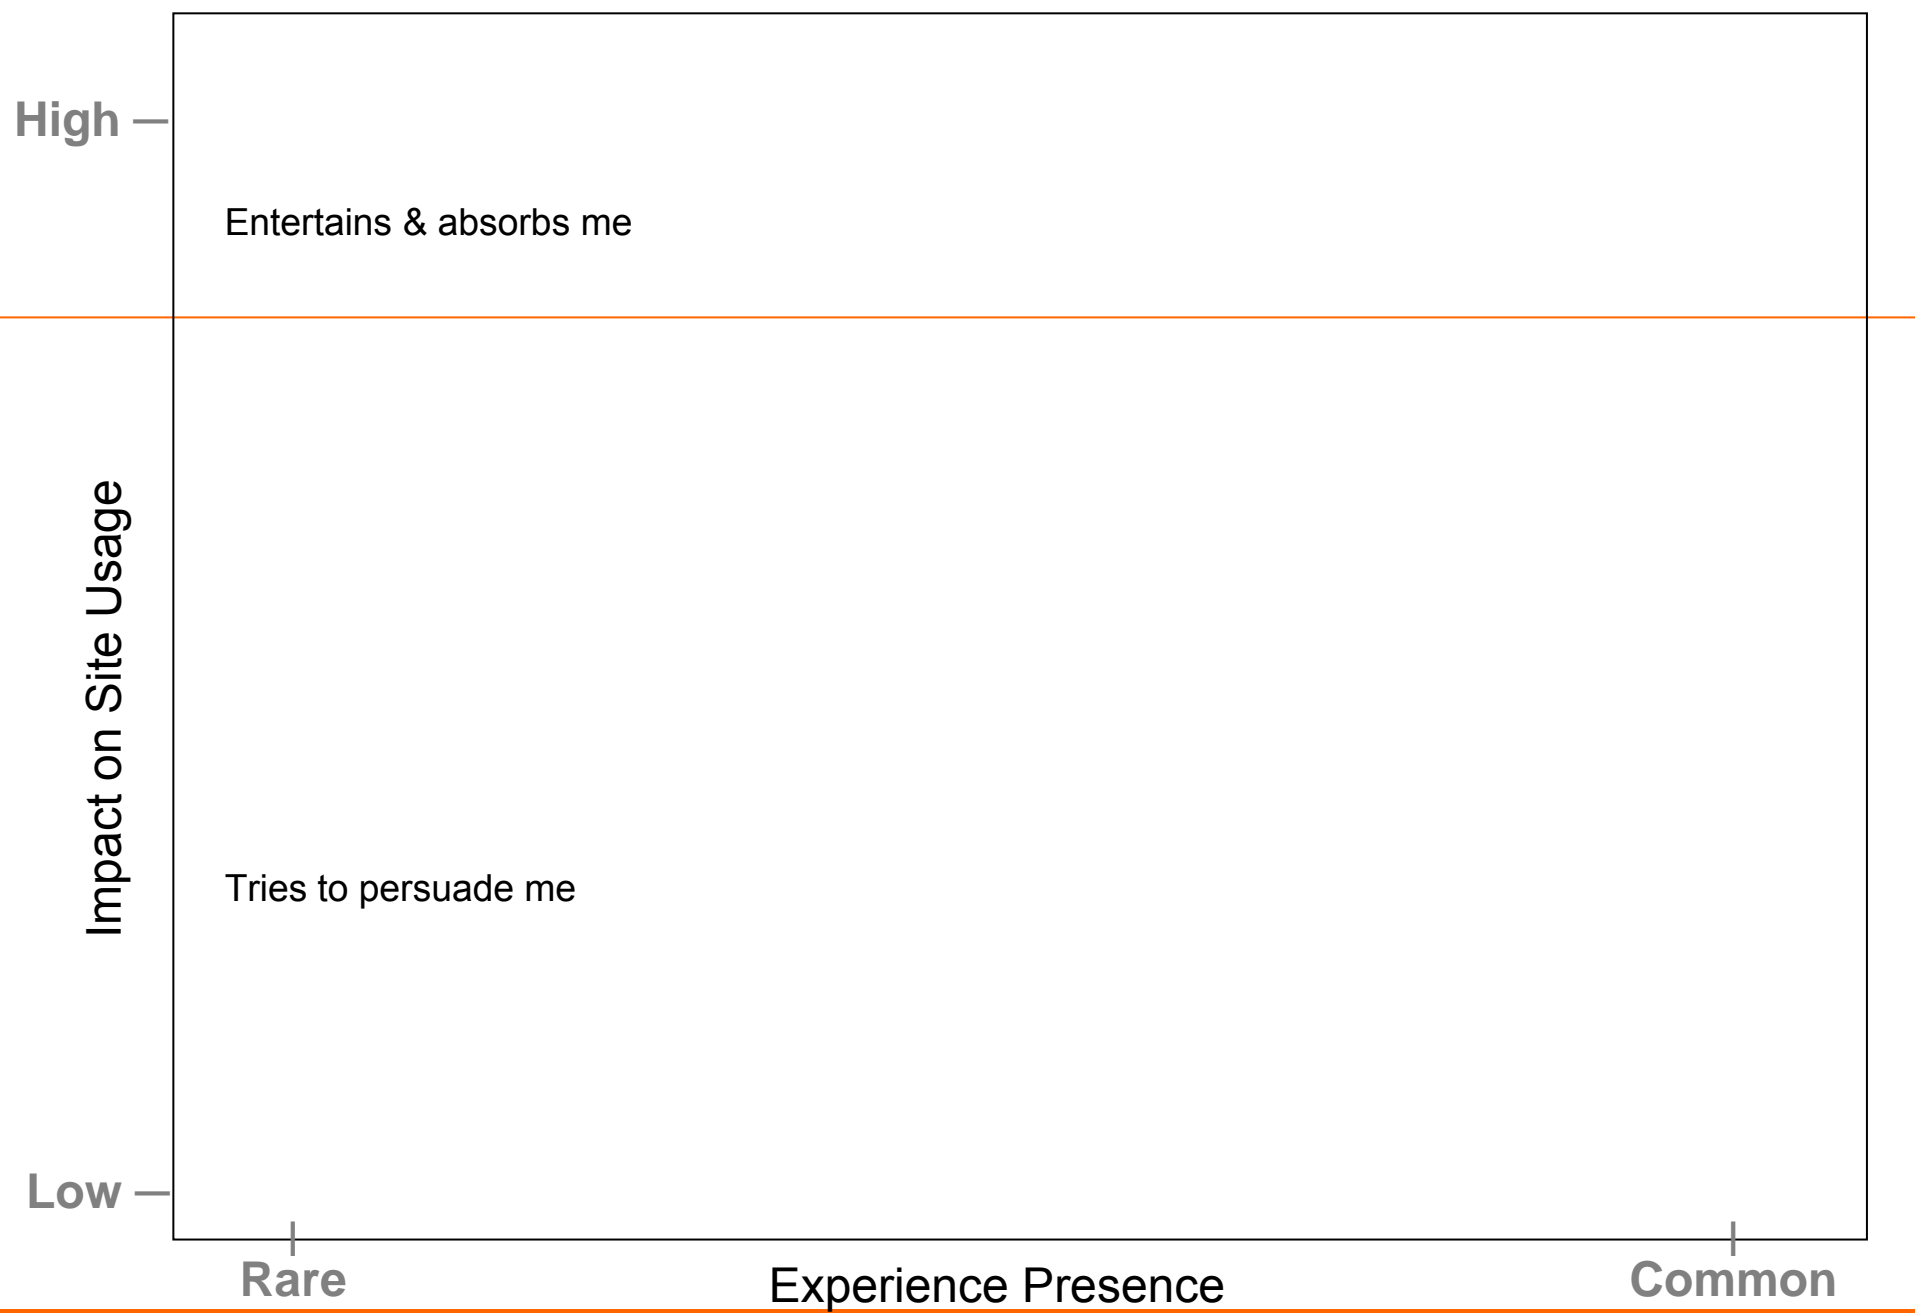 High
Entertains & absorbs me
Impact on Site Usage
Tries to persuade me
Low
Rare
Experience Presence
Common